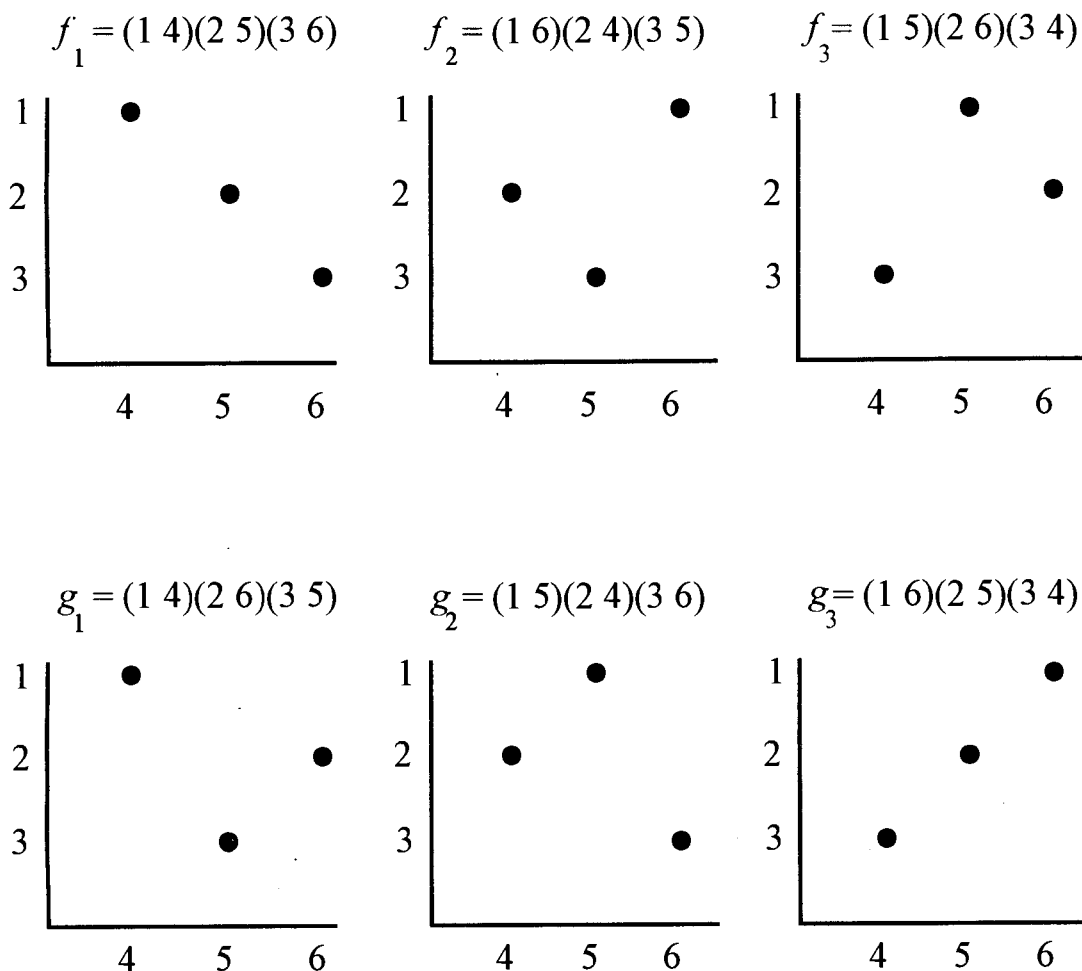 f1 = (1 4)(2 5)(3 6)
f2 = (1 6)(2 4)(3 5)
f3 = (1 5)(2 6)(3 4)
1
2
3
4 5 6
1
2
3
4 5 6
1
2
3
4 5 6
g1 = (1 4)(2 6)(3 5)
g2 = (1 5)(2 4)(3 6)
g3 = (1 6)(2 5)(3 4)
1
2
3
4 5 6
1
2
3
4 5 6
1
2
3
4 5 6